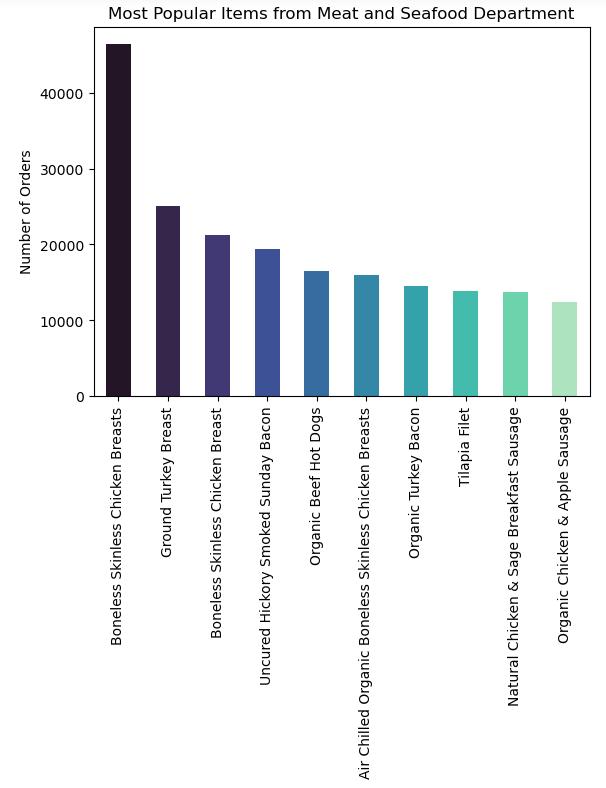 Most Popular Items from Meat and Seafood Department
Number of Orders
40000
30000
20000
10000
0
Boneless Skinless Chicken Breasts
Ground Turkey Breast
Boneless Skinless Chicken Breast
Uncured Hickory Smoked Sunday Bacon
Organic Beef Hot Dogs
Air Chilled Organic Boneless Skinless Chicken Breasts
Organic Turkey Bacon
Tilapia Filet
Natural Chicken & Sage Breakfast Sausage
Organic Chicken & Apple Sausage